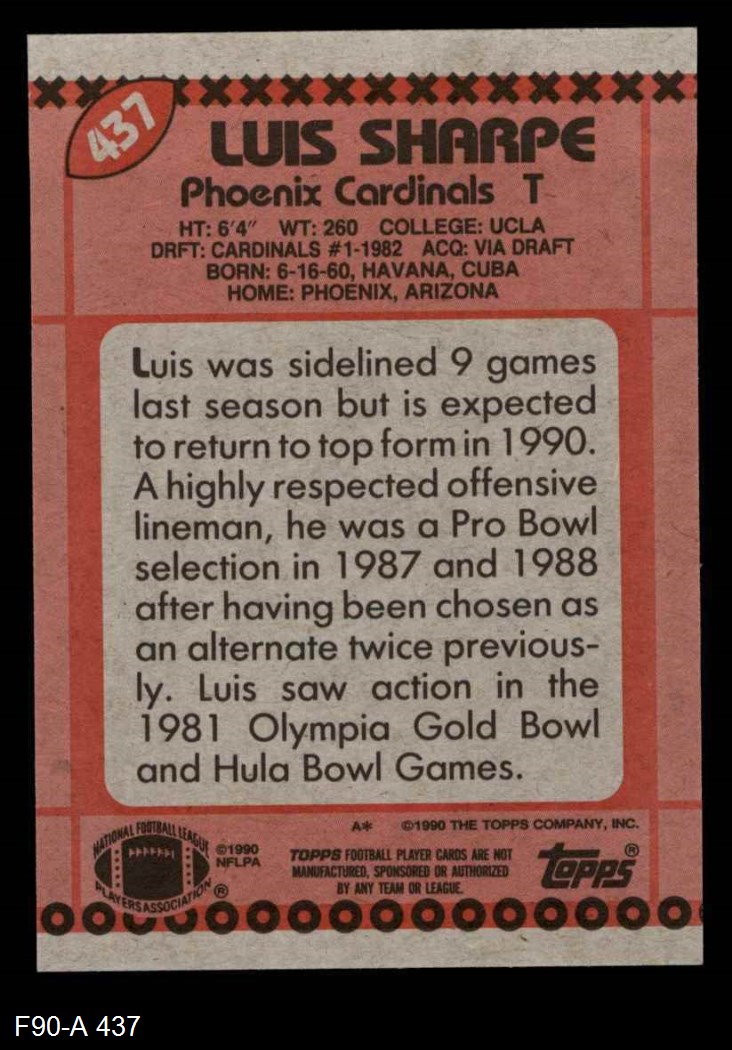 437
LUIS SHARPE
Phoenix Cardinals T
HT: 6'4" WT: 260 COLLEGE: UCLA
DRFT: CARDINALS #1-1982 ACQ: VIA DRAFT
BORN: 6-16-60, HAVANA, CUBA
HOME: PHOENIX, ARIZONA
Luis was sidelined 9 games
last season but is expected
to return to top form in 1990.
A highly respected offensive
lineman, he was a Pro Bowl
selection in 1987 and 1988
after having been chosen as
an alternate twice previous-
ly. Luis saw action in the
1981 Olympia Gold Bowl
and Hula Bowl Games.
A* ©1990 THE TOPPS COMPANY, INC.
NATIONAL FOOTBALL LEAGUE
PLAYERS ASSOCIATION ®
©1990
NFLPA
TOPPS FOOTBALL PLAYER CARDS ARE NOT
MANUFACTURED, SPONSORED OR AUTHORIZED
BY ANY TEAM OR LEAGUE.
topps®
F90-A 437